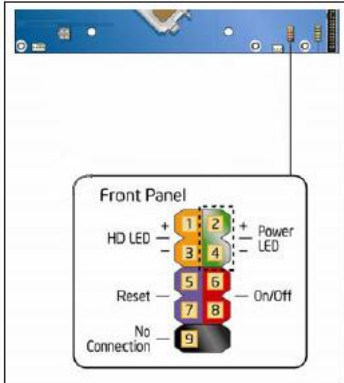 Front Panel
+ 1 2 +
HD LED Power
LED
− 3 4 −
Reset 5 6 On/Off
7 8
No
Connection 9